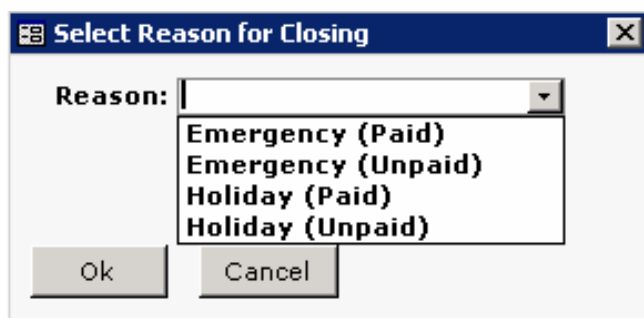 Select Reason for Closing
Reason:
Emergency (Paid)
Emergency (Unpaid)
Holiday (Paid)
Holiday (Unpaid)
Ok Cancel